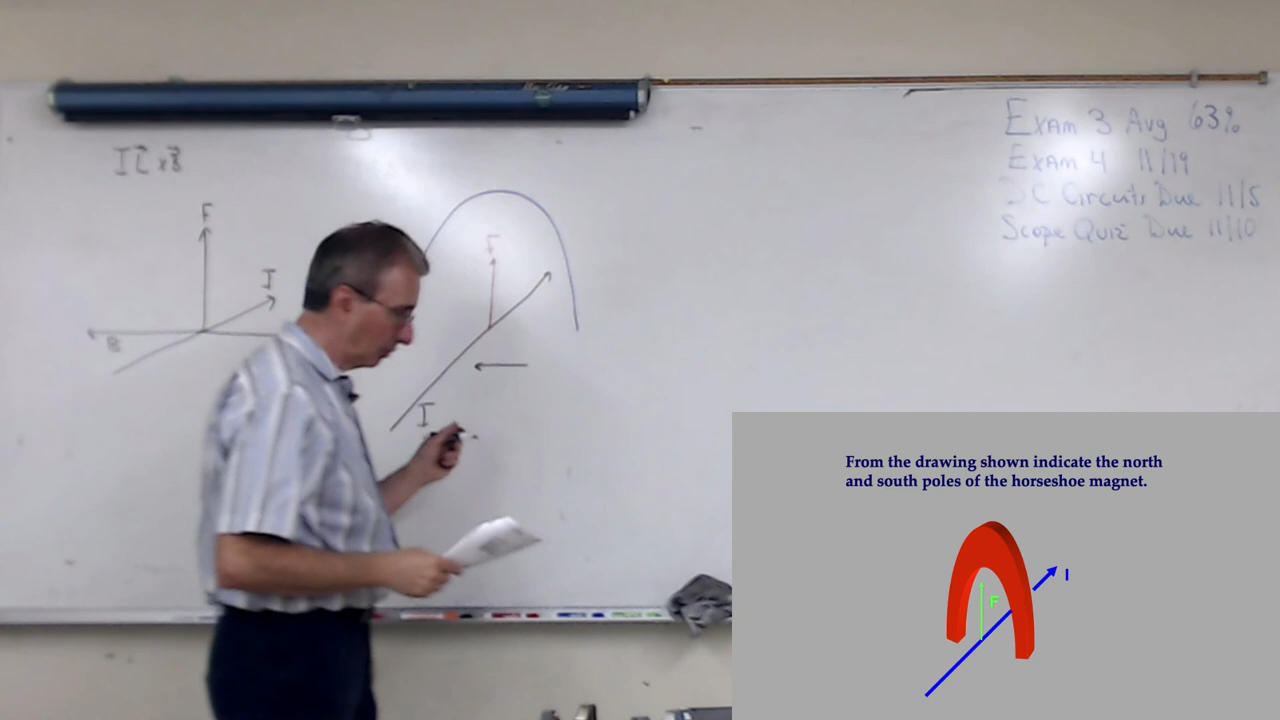 IL⃗ x B⃗
F
I
B
F
I
Exam 3 Avg 63%
Exam 4 11/19
DC Circuits Due 11/5
Scope Quiz Due 11/10
From the drawing shown indicate the north
and south poles of the horseshoe magnet.
I
F